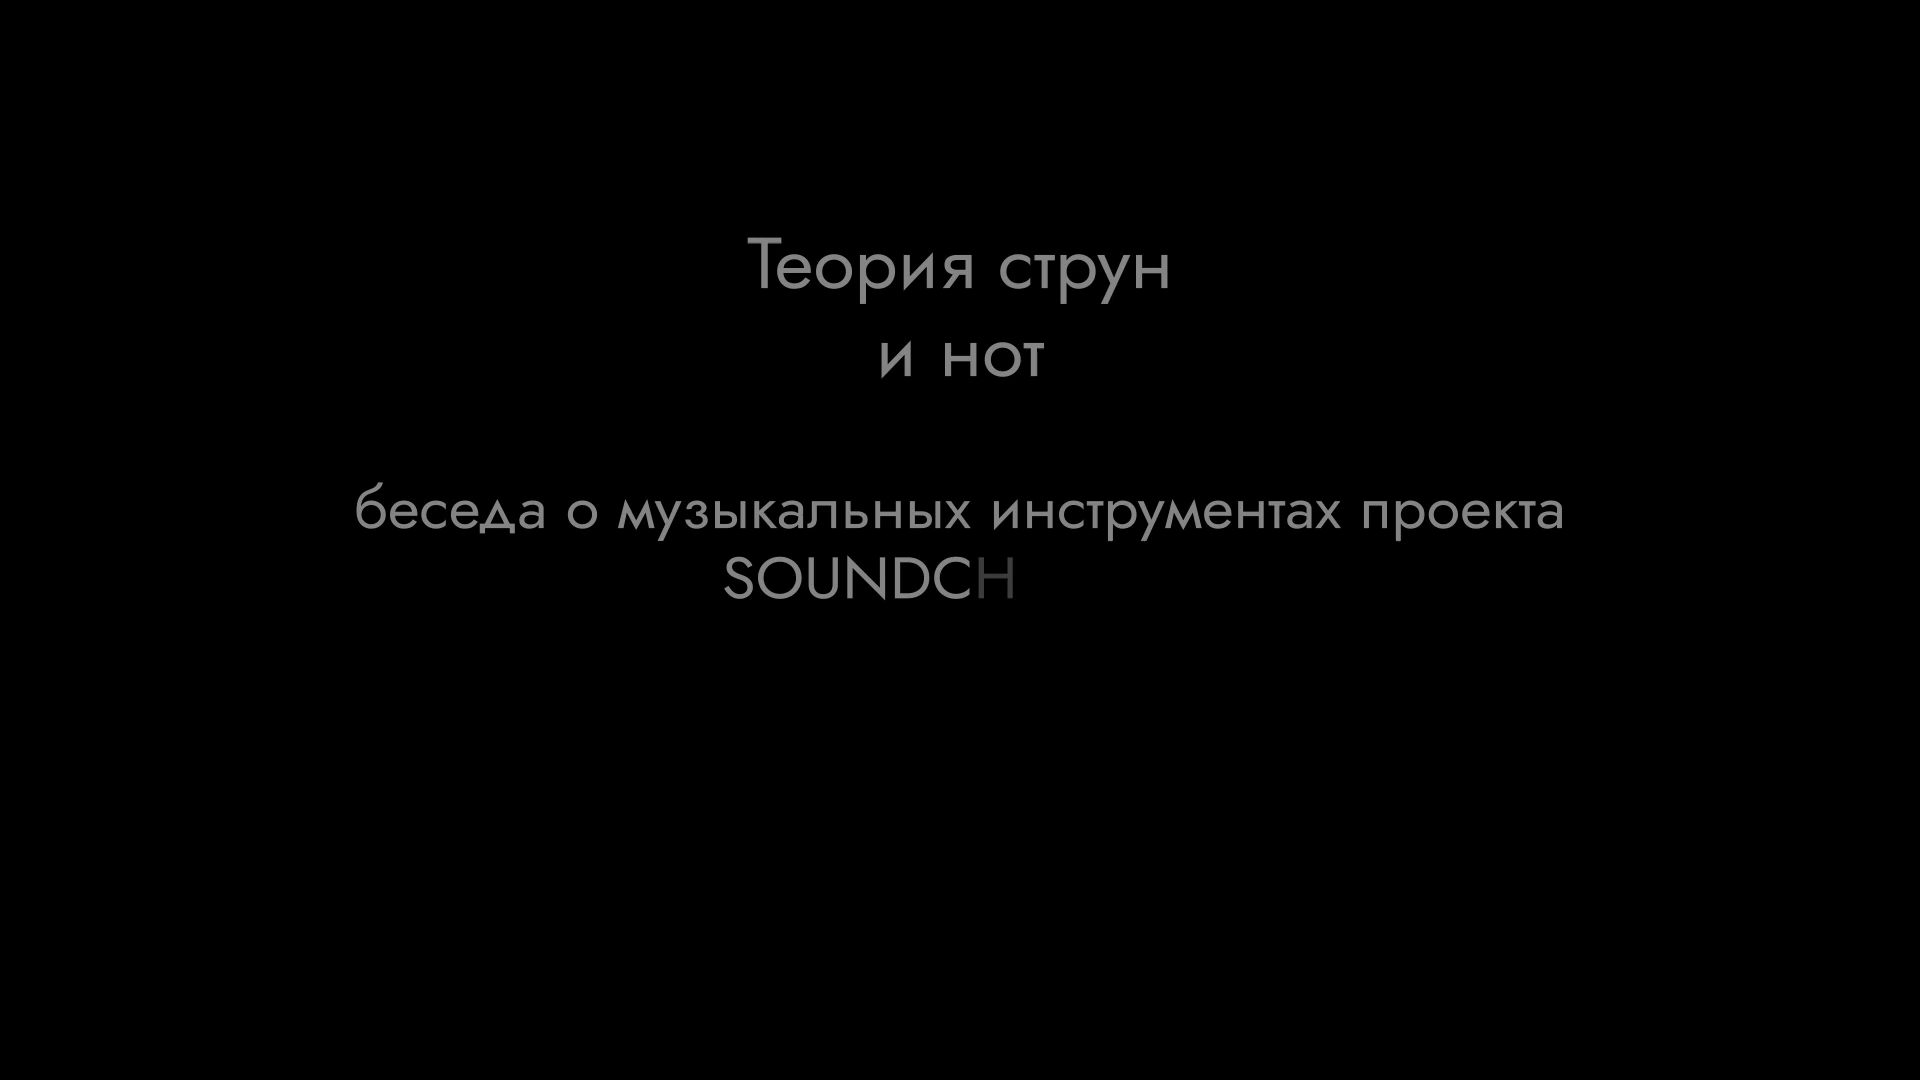 Теория струн
и нот
беседа о музыкальных инструментах проекта
SOUNDCH